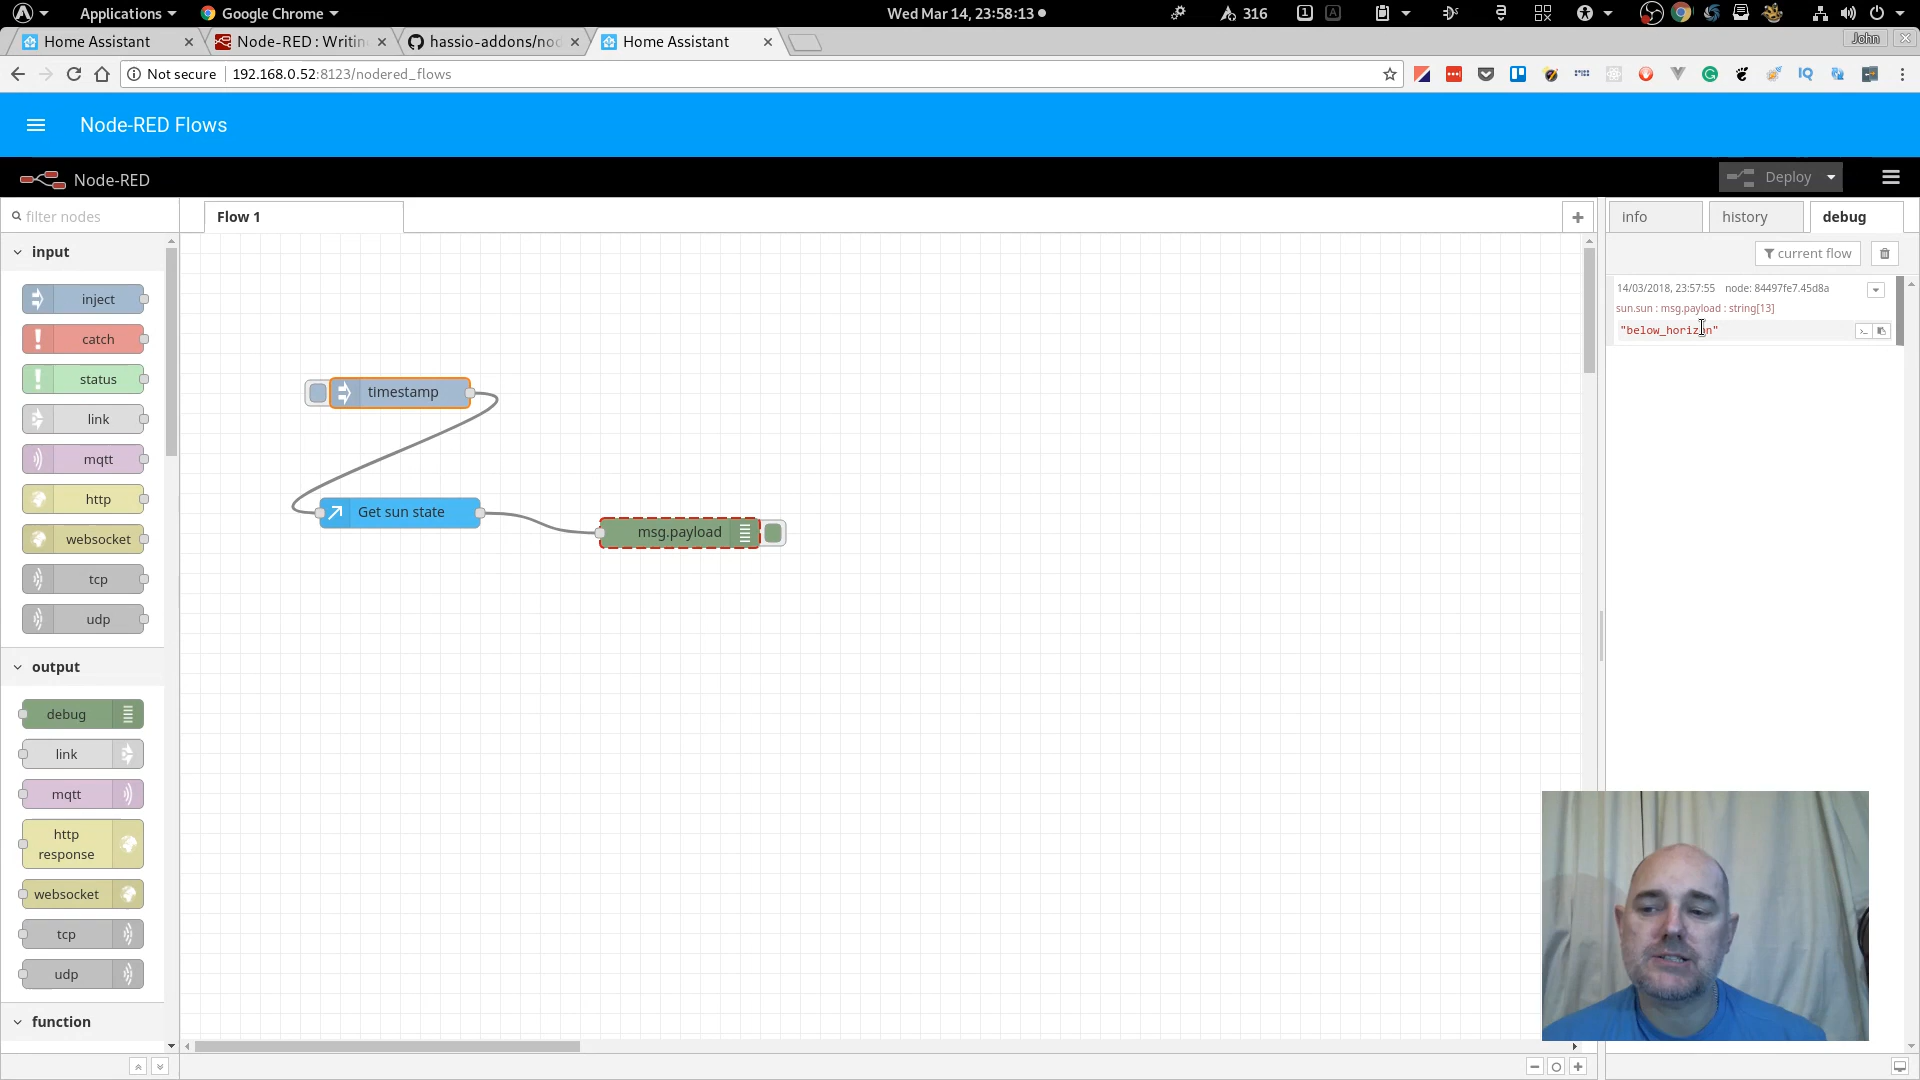 Applications
Google Chrome
Wed Mar 14, 23:58:13
316
1
A
Home Assistant
Node-RED : Writin
hassio-addons/nod
Home Assistant
John
Not secure
192.168.0.52:8123/nodered_flows
IQ
Node-RED Flows
Node-RED
Deploy
filter nodes
Flow 1
info
history
debug
input
current flow
inject
14/03/2018, 23:57:55 node: 84497fe7.45d8a
sun.sun : msg.payload : string[13]
"below_horizon"
catch
status
timestamp
link
mqtt
http
Get sun state
msg.payload
websocket
tcp
udp
output
debug
link
mqtt
http
response
websocket
tcp
udp
function